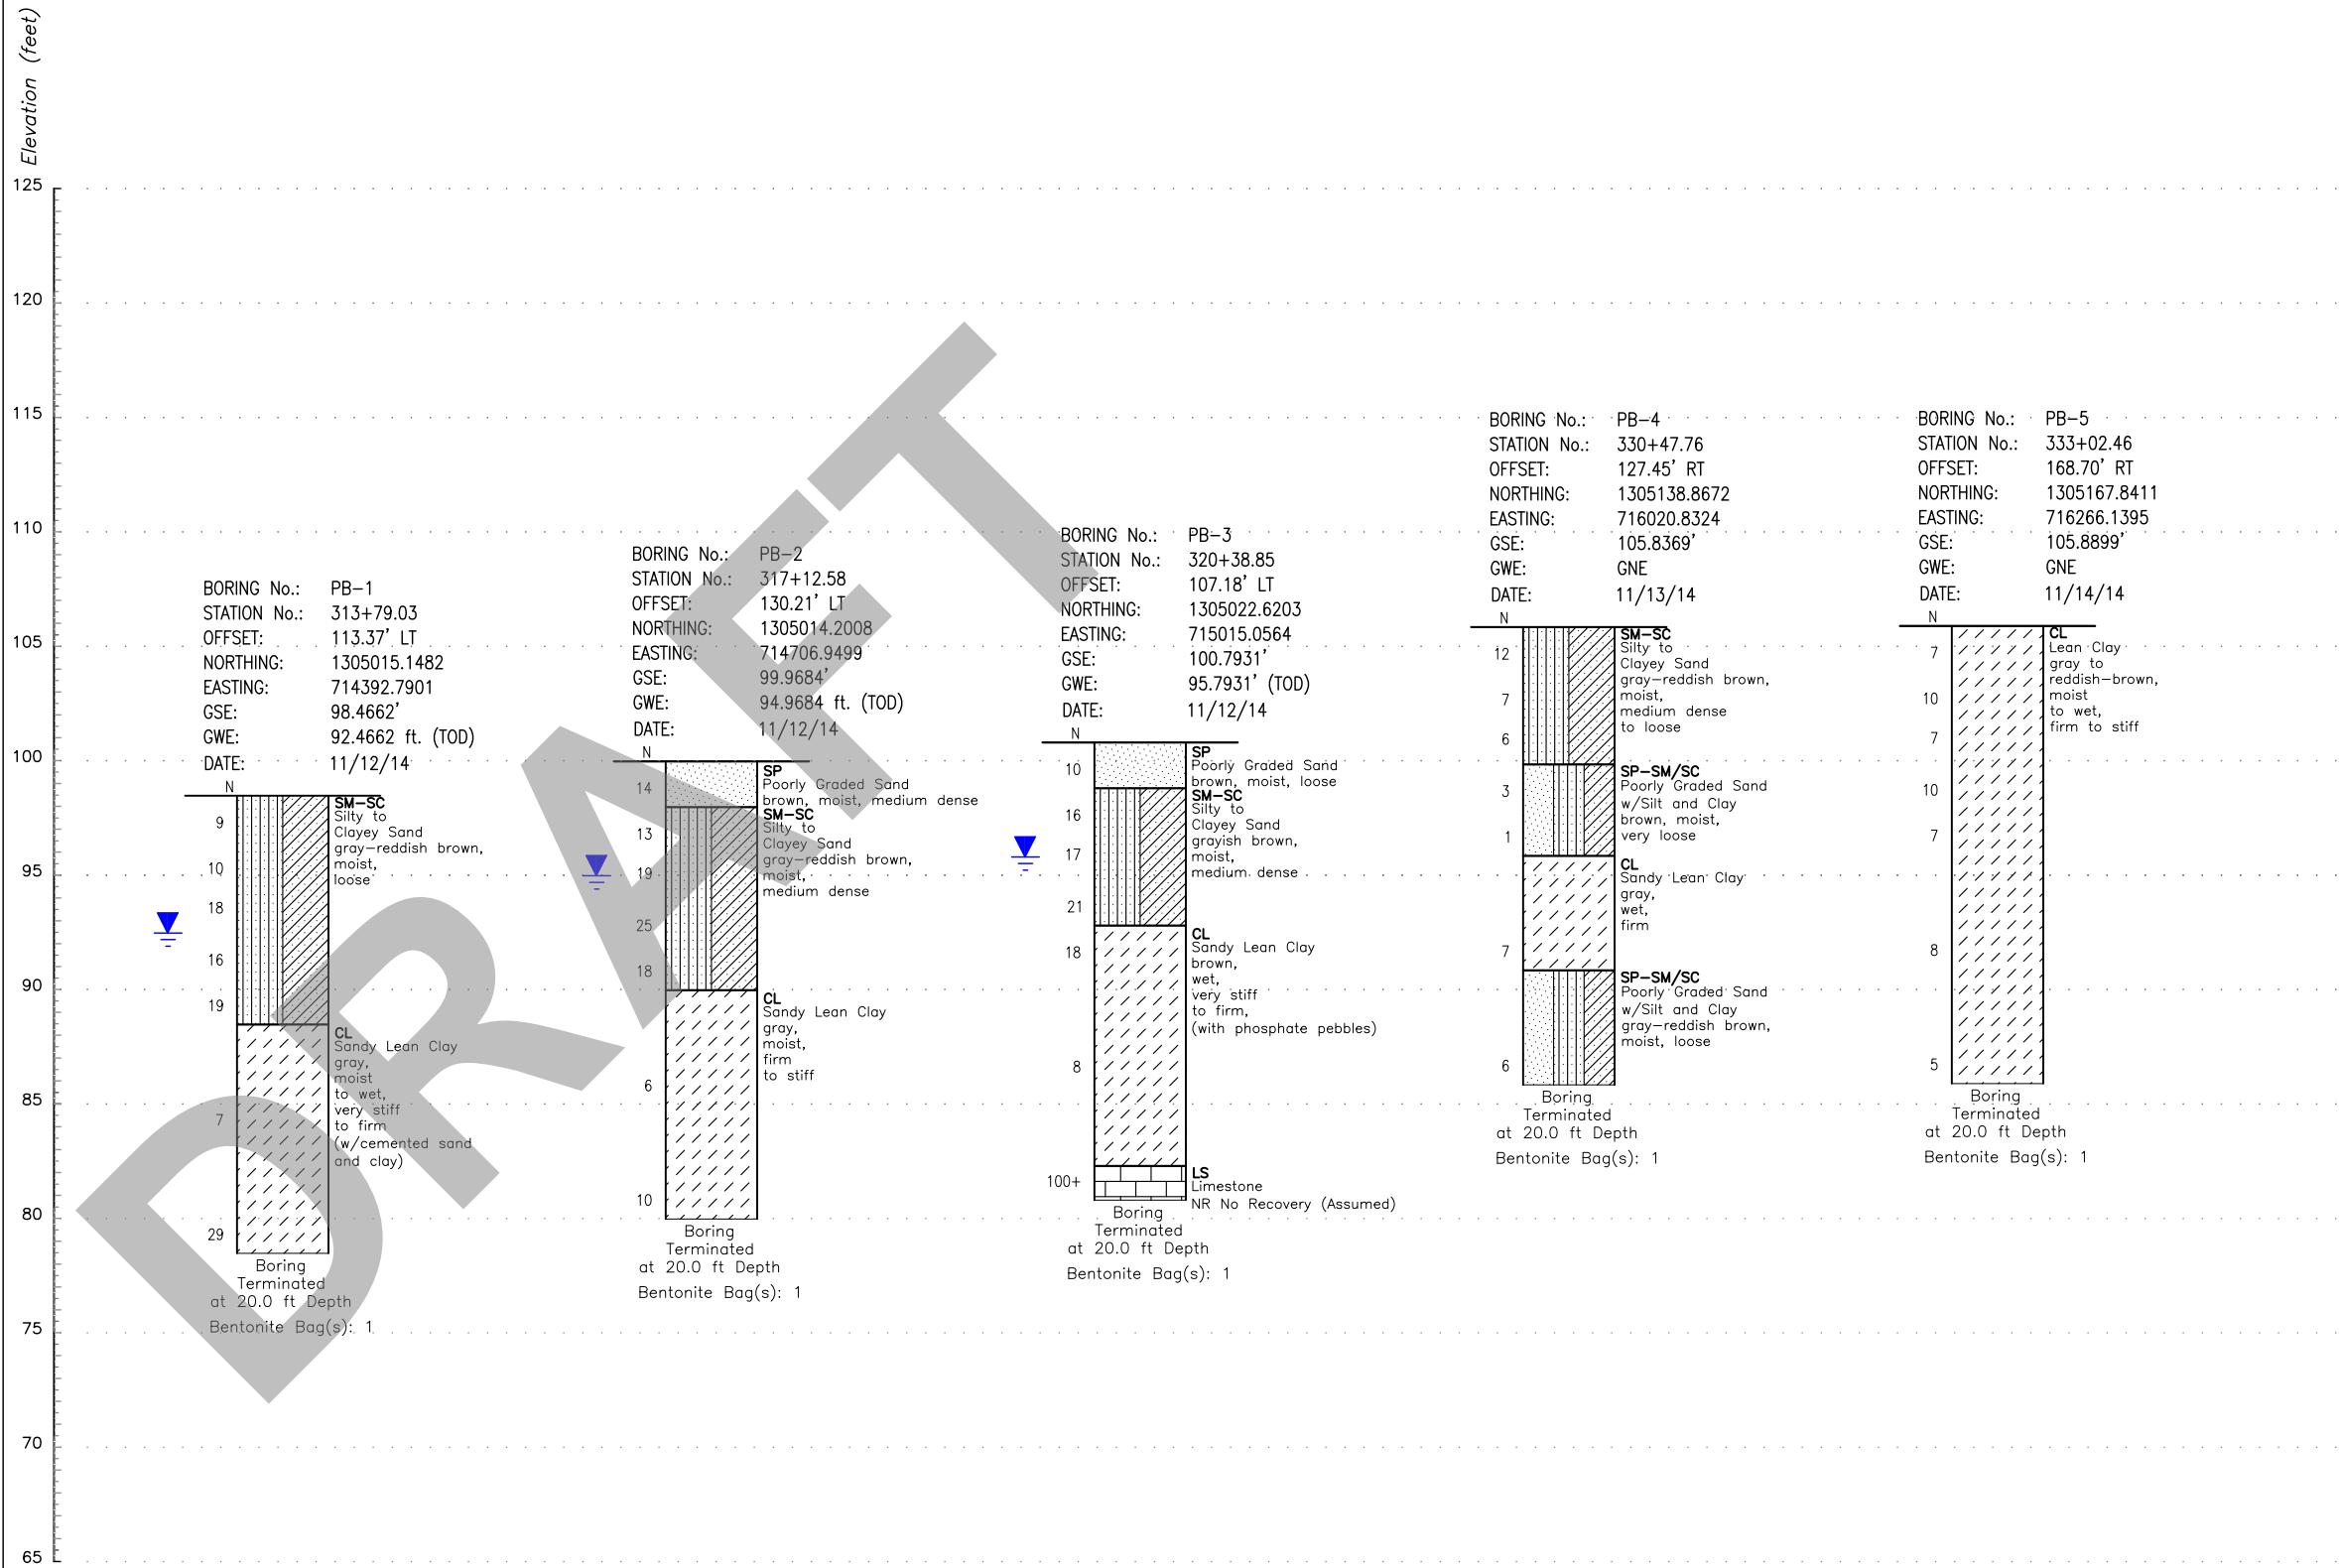 Elevation (feet)
125
120
115
110
105
100
95
90
85
80
75
70
65
DRAFT
BORING No.: PB-1
STATION No.: 313+79.03
OFFSET: 113.37' LT
NORTHING: 1305015.1482
EASTING: 714392.7901
GSE: 98.4662'
GWE: 92.4662 ft. (TOD)
DATE: 11/12/14
N
9
10
18
16
19
7
29
SM-SC
Silty to
Clayey Sand
gray-reddish brown,
moist,
loose
CL
Sandy Lean Clay
gray,
moist
to wet,
very stiff
to firm
(w/cemented sand
and clay)
Boring
Terminated
at 20.0 ft Depth
Bentonite Bag(s): 1
BORING No.: PB-2
STATION No.: 317+12.58
OFFSET: 130.21' LT
NORTHING: 1305014.2008
EASTING: 714706.9499
GSE: 99.9684'
GWE: 94.9684 ft. (TOD)
DATE: 11/12/14
N
14
13
19
25
18
6
10
SP
Poorly Graded Sand
brown, moist, medium dense
SM-SC
Silty to
Clayey Sand
gray-reddish brown,
moist,
medium dense
CL
Sandy Lean Clay
gray,
moist,
firm
to stiff
Boring
Terminated
at 20.0 ft Depth
Bentonite Bag(s): 1
BORING No.: PB-3
STATION No.: 320+38.85
OFFSET: 107.18' LT
NORTHING: 1305022.6203
EASTING: 715015.0564
GSE: 100.7931'
GWE: 95.7931' (TOD)
DATE: 11/12/14
N
10
16
17
21
18
8
100+
SP
Poorly Graded Sand
brown, moist, loose
SM-SC
Silty to
Clayey Sand
grayish brown,
moist,
medium dense
CL
Sandy Lean Clay
brown,
wet,
very stiff
to firm,
(with phosphate pebbles)
LS
Limestone
NR No Recovery (Assumed)
Boring
Terminated
at 20.0 ft Depth
Bentonite Bag(s): 1
BORING No.: PB-4
STATION No.: 330+47.76
OFFSET: 127.45' RT
NORTHING: 1305138.8672
EASTING: 716020.8324
GSE: 105.8369'
GWE: GNE
DATE: 11/13/14
N
12
7
6
3
1
7
6
SM-SC
Silty to
Clayey Sand
gray-reddish brown,
moist,
medium dense
to loose
SP-SM/SC
Poorly Graded Sand
w/Silt and Clay
brown, moist,
very loose
CL
Sandy Lean Clay
gray,
wet,
firm
SP-SM/SC
Poorly Graded Sand
w/Silt and Clay
gray-reddish brown,
moist, loose
Boring
Terminated
at 20.0 ft Depth
Bentonite Bag(s): 1
BORING No.: PB-5
STATION No.: 333+02.46
OFFSET: 168.70' RT
NORTHING: 1305167.8411
EASTING: 716266.1395
GSE: 105.8899'
GWE: GNE
DATE: 11/14/14
N
7
10
7
10
7
8
5
CL
Lean Clay
gray to
reddish-brown,
moist
to wet,
firm to stiff
Boring
Terminated
at 20.0 ft Depth
Bentonite Bag(s): 1